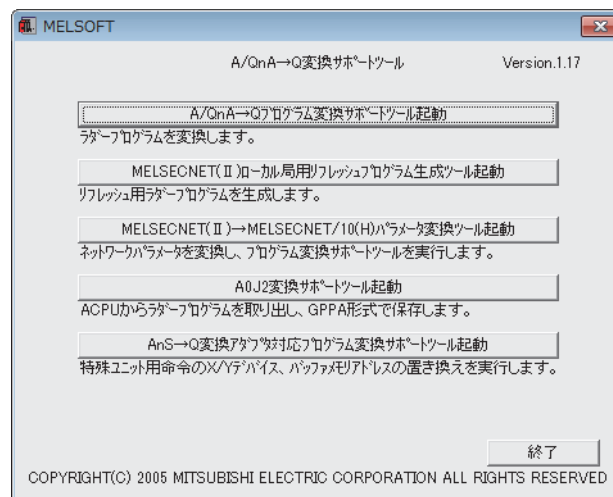 MELSOFT
A/QnA→Q変換ｻﾎﾟｰﾄﾂｰﾙ Version.1.17
A/QnA→Qﾌﾟﾛｸﾞﾗﾑ変換ｻﾎﾟｰﾄﾂｰﾙ起動
ﾗﾀﾞｰﾌﾟﾛｸﾞﾗﾑを変換します。
MELSECNET(Ⅱ)ﾛｰｶﾙ局用ﾘﾌﾚｯｼｭﾌﾟﾛｸﾞﾗﾑ生成ﾂｰﾙ起動
ﾘﾌﾚｯｼｭ用ﾗﾀﾞｰﾌﾟﾛｸﾞﾗﾑを生成します。
MELSECNET(Ⅱ)→MELSECNET/10(H)ﾊﾟﾗﾒｰﾀ変換ﾂｰﾙ起動
ﾈｯﾄﾜｰｸﾊﾟﾗﾒｰﾀを変換し、ﾌﾟﾛｸﾞﾗﾑ変換ｻﾎﾟｰﾄﾂｰﾙを実行します。
A0J2変換ｻﾎﾟｰﾄﾂｰﾙ起動
ACPUからﾗﾀﾞｰﾌﾟﾛｸﾞﾗﾑを取り出し、GPPA形式で保存します。
AnS→Q変換ｱﾀﾞﾌﾟﾀ対応ﾌﾟﾛｸﾞﾗﾑ変換ｻﾎﾟｰﾄﾂｰﾙ起動
特殊ﾕﾆｯﾄ用命令のX/Yﾃﾞﾊﾞｲｽ、ﾊﾞｯﾌｧﾒﾓﾘｱﾄﾞﾚｽの置き換えを実行します。
終了
COPYRIGHT(C) 2005 MITSUBISHI ELECTRIC CORPORATION ALL RIGHTS RESERVED